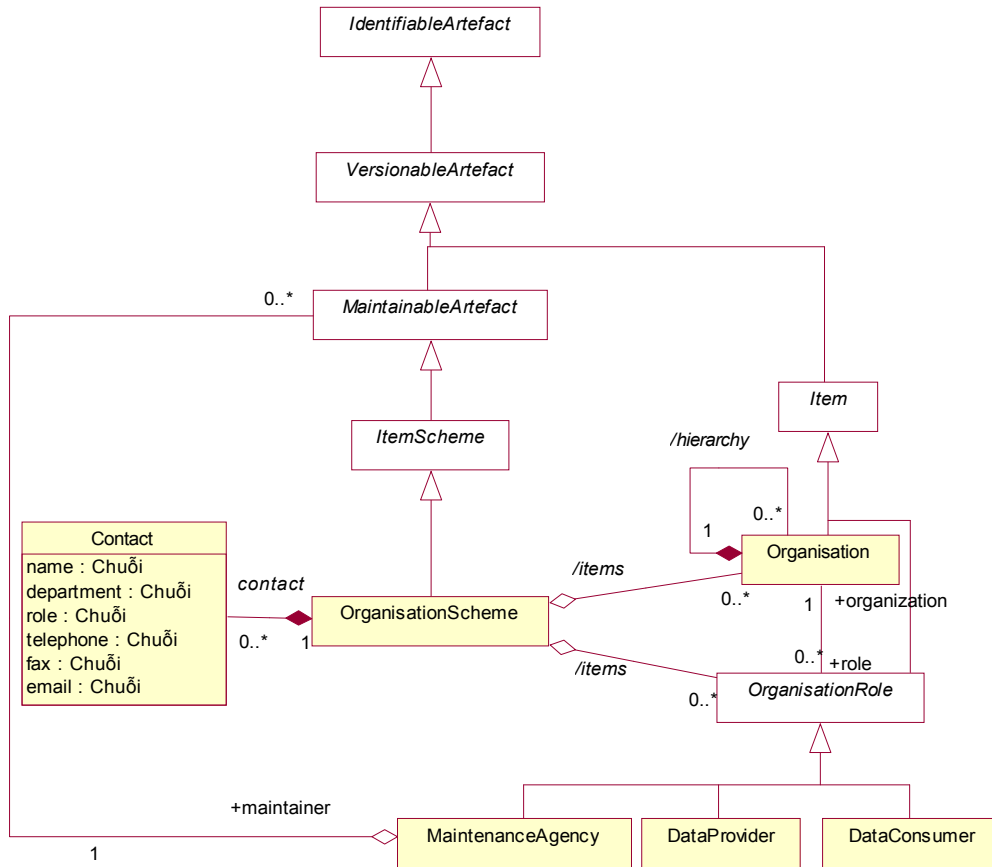 IdentifiableArtefact
VersionableArtefact
0..*
MaintainableArtefact
Item
ItemScheme
/hierarchy
0..*
1
Contact
name : Chuỗi
department : Chuỗi
role : Chuỗi
telephone : Chuỗi
fax : Chuỗi
email : Chuỗi
contact
0..*
1
OrganisationScheme
/items
0..*
Organisation
1
+organization
0..*
+role
/items
0..*
OrganisationRole
+maintainer
1
MaintenanceAgency
DataProvider
DataConsumer